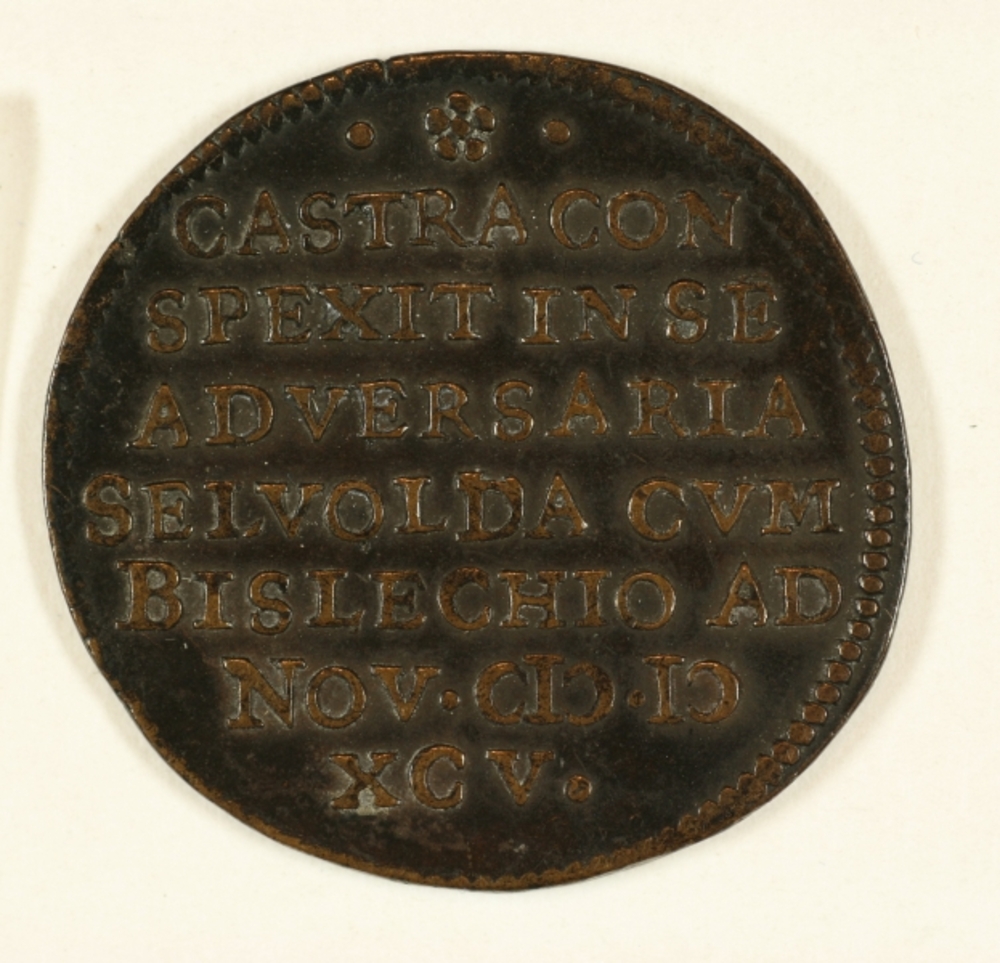 CASTRA CON
SPEXIT IN SE
ADVERSARIA
SELVOLDA CVM
BISLECHIO AD
NOV · CIↃ · IↃ
XCV ·